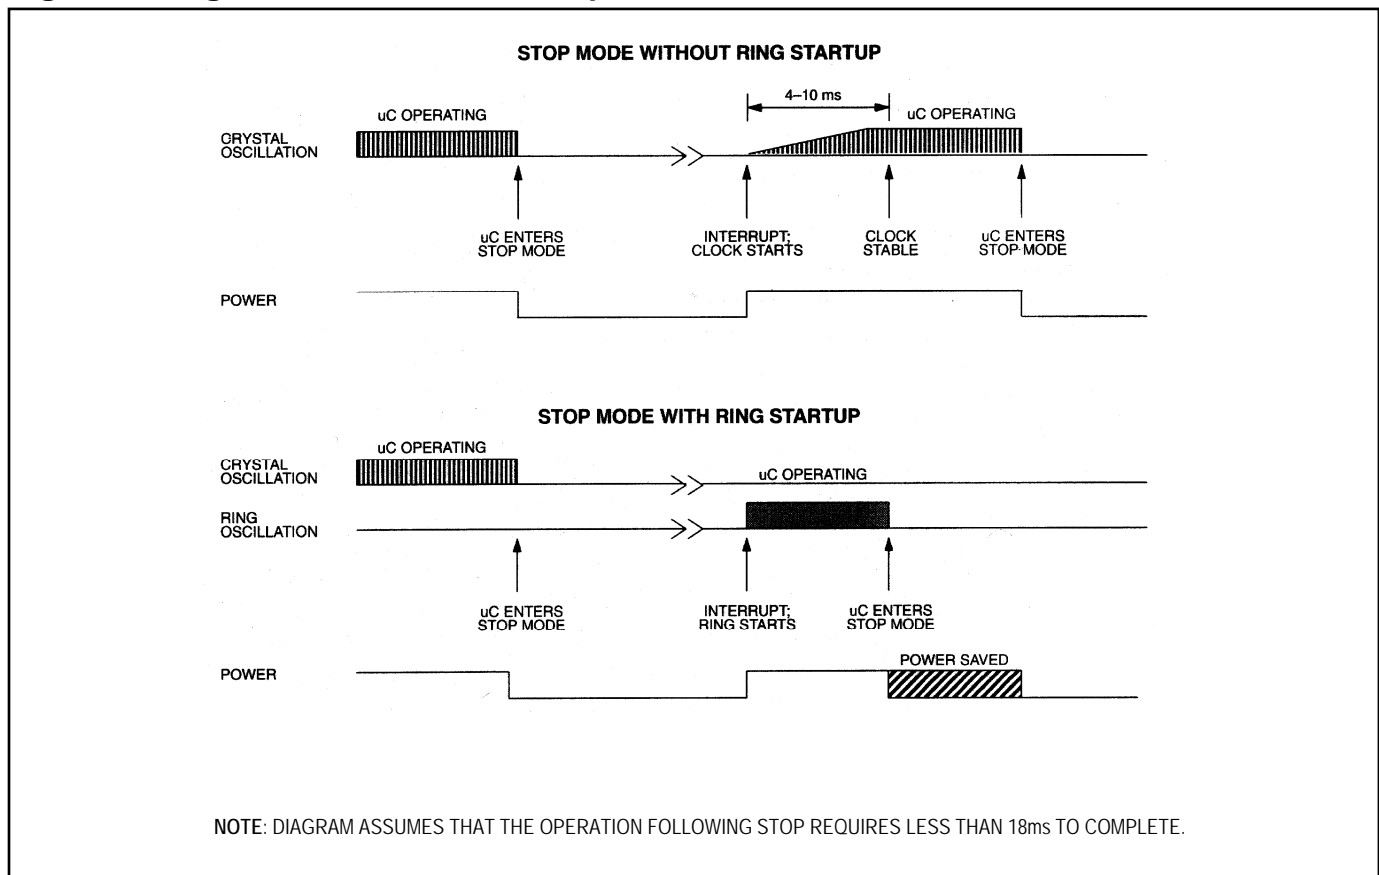 STOP MODE WITHOUT RING STARTUP
4–10 ms
uC OPERATING
uC OPERATING
CRYSTAL
OSCILLATION
uC ENTERS
STOP MODE
INTERRUPT;
CLOCK STARTS
CLOCK
STABLE
uC ENTERS
STOP MODE
POWER
STOP MODE WITH RING STARTUP
uC OPERATING
CRYSTAL
OSCILLATION
uC OPERATING
RING
OSCILLATION
uC ENTERS
STOP MODE
INTERRUPT;
RING STARTS
uC ENTERS
STOP MODE
POWER SAVED
POWER
NOTE: DIAGRAM ASSUMES THAT THE OPERATION FOLLOWING STOP REQUIRES LESS THAN 18ms TO COMPLETE.